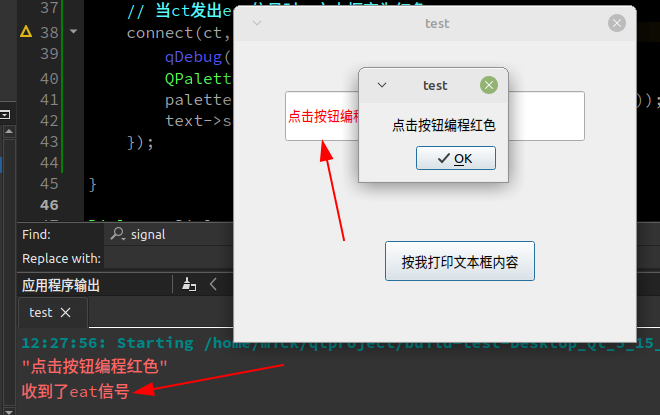 37
// 当ct发出e
38
connect(ct,
39
qDebug(
40
QPalett
41
palette
));
42
text->s
43
});
44
45
}
46
test
点击按钮编程
test
点击按钮编程红色
OK
按我打印文本框内容
Find:
signal
Replace with:
应用程序输出
test
12:27:56: Starting /home/mick/qtproject/build-test-Desktop_Qt_5_15_
"点击按钮编程红色"
收到了eat信号